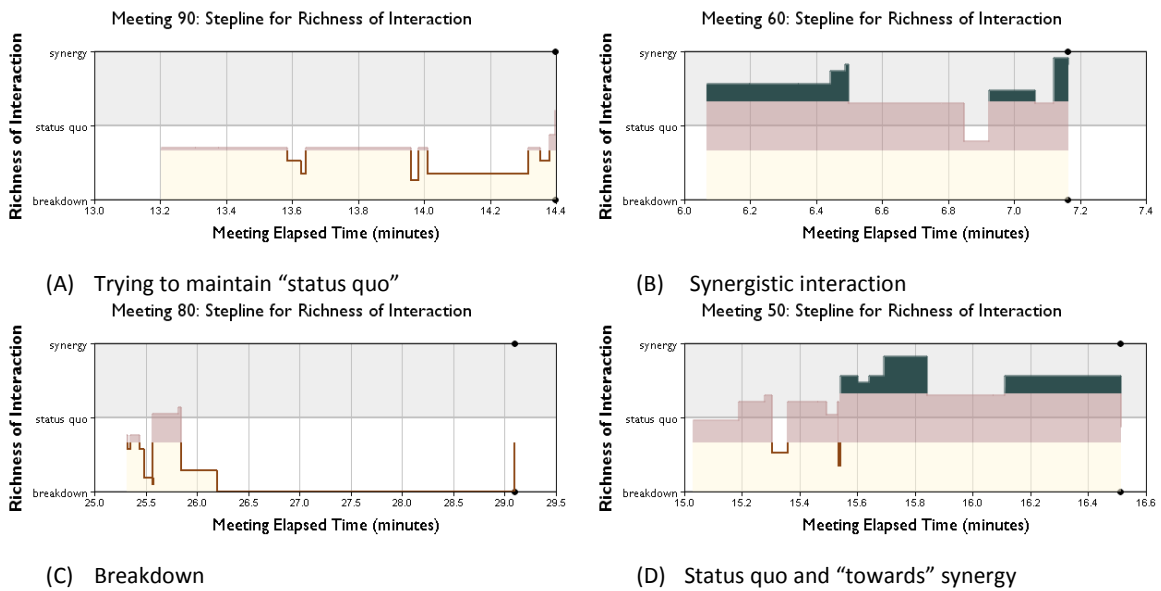 Meeting 90: Stepline for Richness of Interaction
Richness of Interaction
synergy
status quo
breakdown
13.0 13.2 13.4 13.6 13.8 14.0 14.2 14.4
Meeting Elapsed Time (minutes)
(A) Trying to maintain “status quo”
Meeting 60: Stepline for Richness of Interaction
Richness of Interaction
synergy
status quo
breakdown
6.0 6.2 6.4 6.6 6.8 7.0 7.2 7.4
Meeting Elapsed Time (minutes)
(B) Synergistic interaction
Meeting 80: Stepline for Richness of Interaction
Richness of Interaction
synergy
status quo
breakdown
25.0 25.5 26.0 26.5 27.0 27.5 28.0 28.5 29.0 29.5
Meeting Elapsed Time (minutes)
(C) Breakdown
Meeting 50: Stepline for Richness of Interaction
Richness of Interaction
synergy
status quo
breakdown
15.0 15.2 15.4 15.6 15.8 16.0 16.2 16.4 16.6
Meeting Elapsed Time (minutes)
(D) Status quo and “towards” synergy